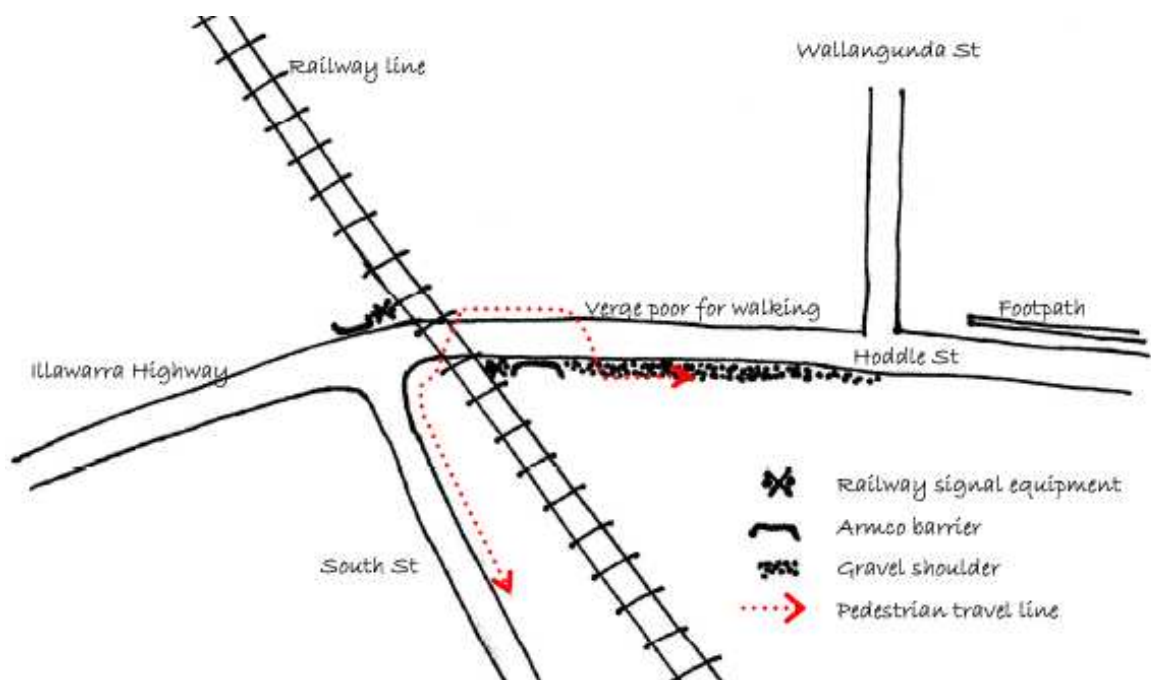 Wallangunda St
Railway line
Verge poor for walking
Footpath
Hoddle St
Illawarra Highway
South St
Railway signal equipment
Armco barrier
Gravel shoulder
Pedestrian travel line